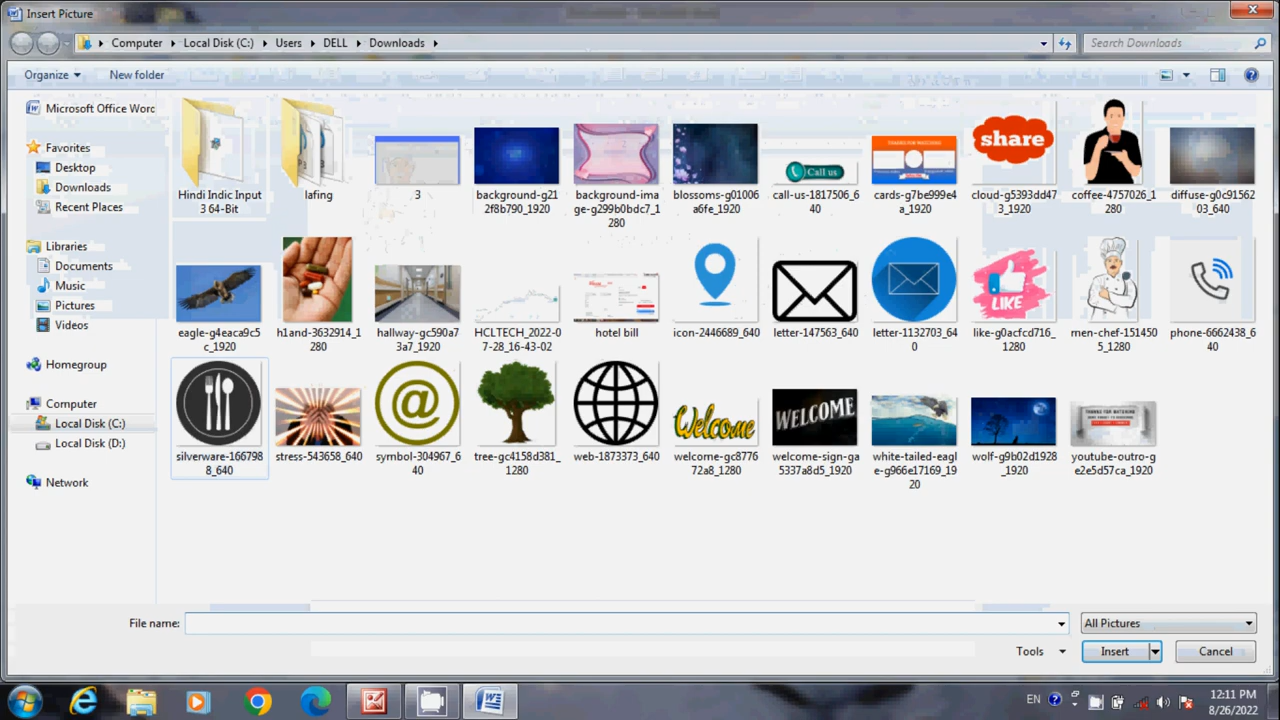 Insert Picture
Computer
Local Disk (C:)
Users
DELL
Downloads
Search Downloads
Organize
New folder
Microsoft Office Worc
Favorites
Desktop
Downloads
Recent Places
Libraries
Documents
Music
Pictures
Videos
Homegroup
Computer
Local Disk (C:)
Local Disk (D:)
Network
Hindi Indic Input
3 64-Bit
lafing
3
background-g21
2f8b790_1920
background-ima
ge-g299b0bdc7_1
280
blossoms-g01006
a6fe_1920
Call us
call-us-1817506_6
40
cards-g7be999e4
a_1920
share
cloud-g5393dd47
3_1920
coffee-4757026_1
280
diffuse-g0c91562
03_640
eagle-g4eaca9c5
c_1920
h1and-3632914_1
280
hallway-gc590a7
3a7_1920
HCLTECH_2022-0
7-28_16-43-02
hotel bill
icon-2446689_640
letter-147563_640
letter-1132703_64
0
LIKE
like-g0acfcd716_
1280
men-chef-151450
5_1280
phone-6662438_6
40
silverware-166798
8_640
stress-543658_640
@
symbol-304967_6
40
tree-gc4158d381_
1280
web-1873373_640
Welcome
welcome-gc8776
72a8_1280
WELCOME
welcome-sign-ga
5337a8d5_1920
white-tailed-eagl
e-g966e17169_19
20
wolf-g9b02d1928
_1920
THANKS FOR WATCHING
youtube-outro-g
e2e5d57ca_1920
File name:
All Pictures
Tools
Insert
Cancel
EN
12:11 PM
8/26/2022